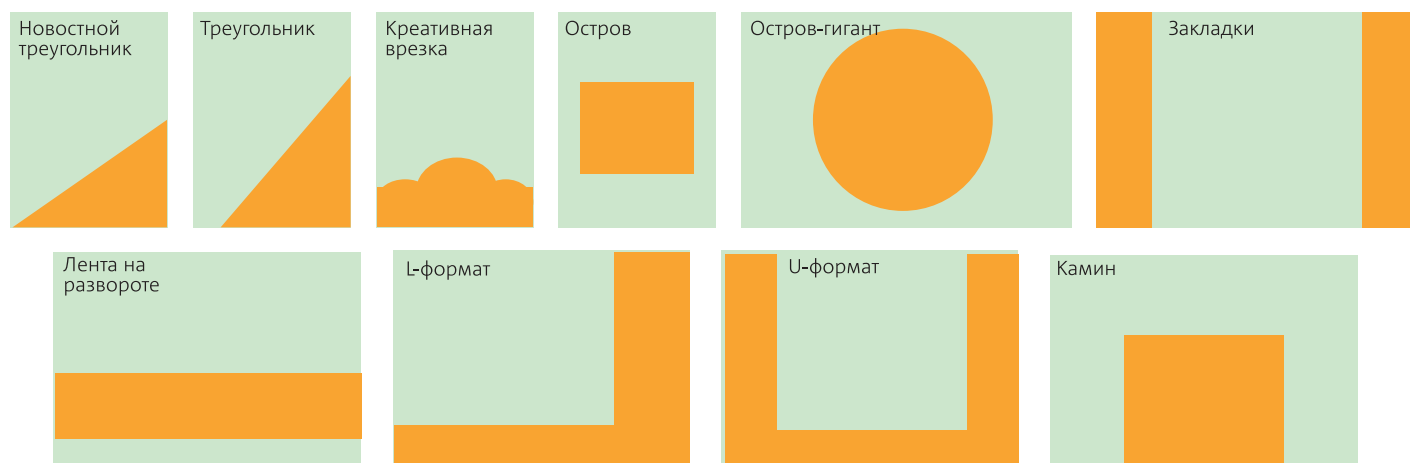 Новостной
треугольник
Треугольник
Креативная
врезка
Остров
Остров-гигант
Закладки
Лента на
развороте
L-формат
U-формат
Камин